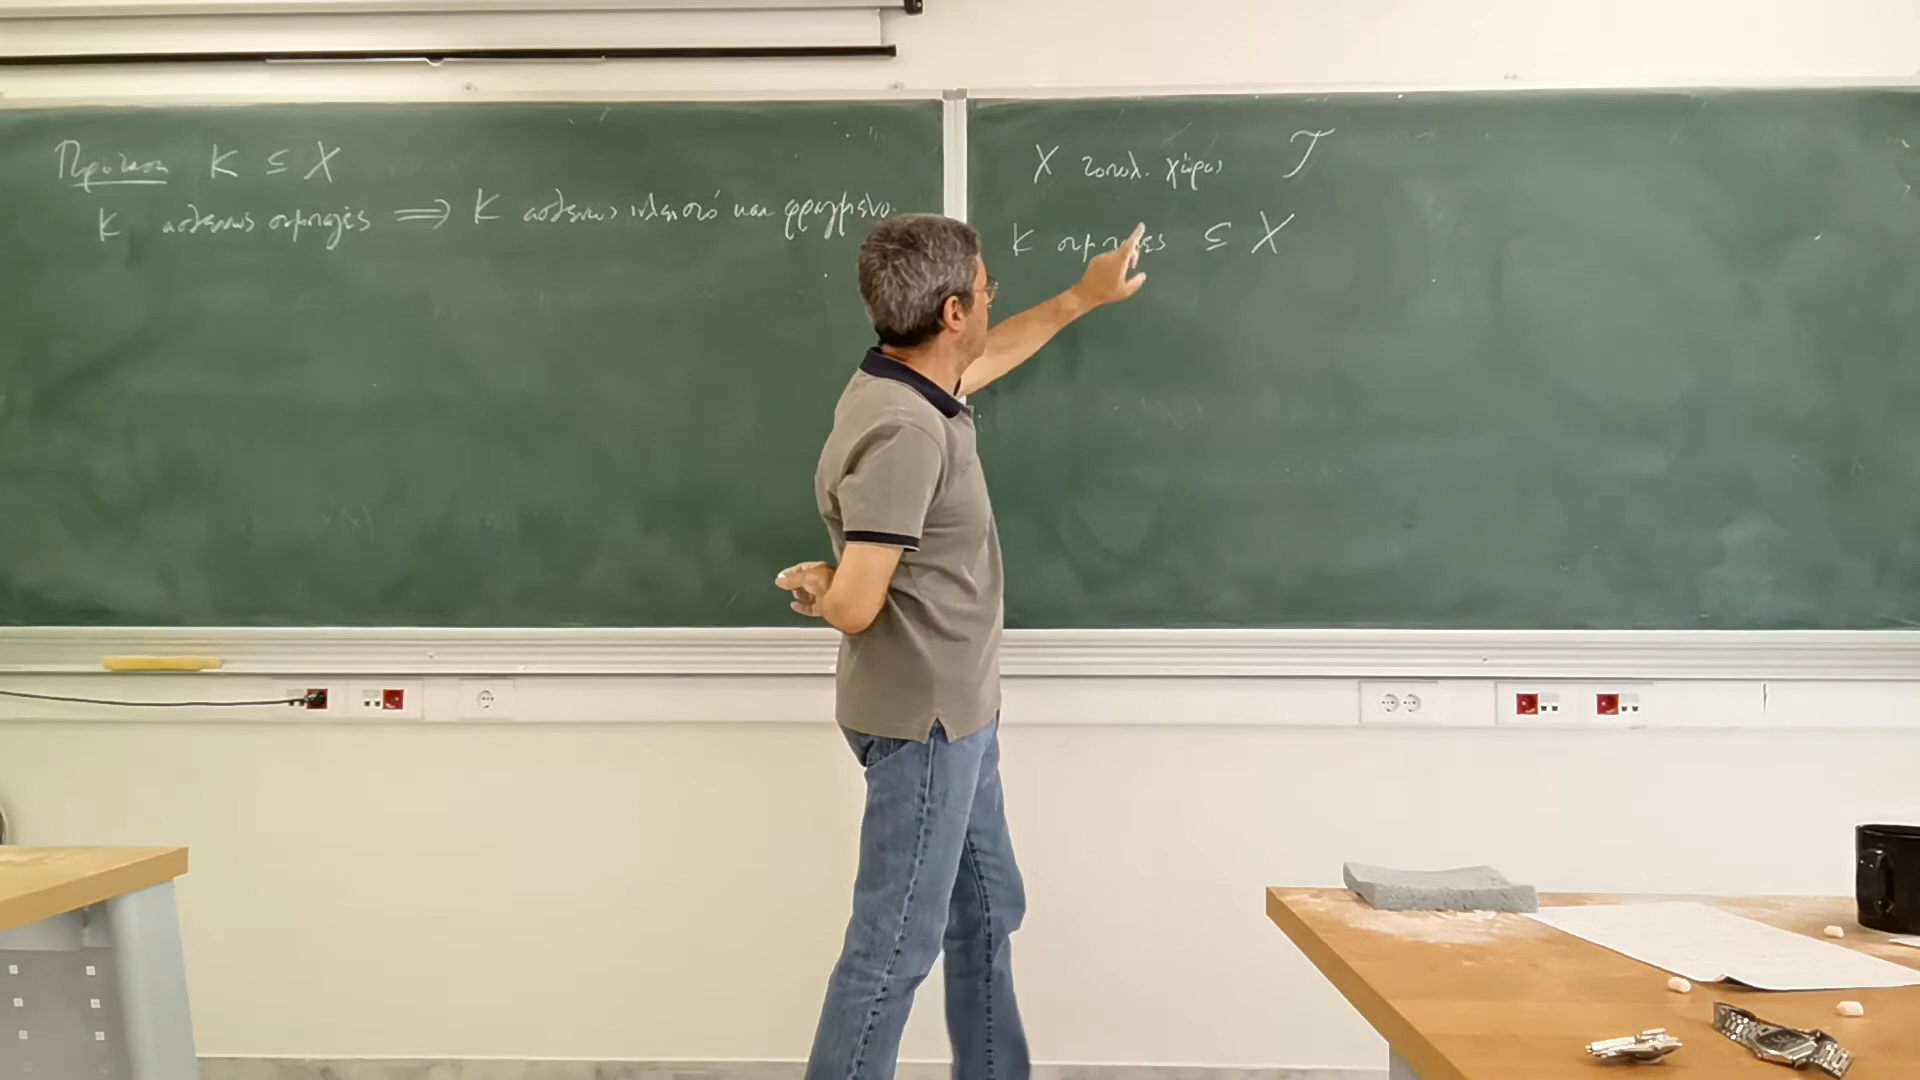 Πρόταση K ⊆ X
K ασθενώς συμπαγές ⟹ K ασθενώς κλειστό και φραγμένο.
X τοπολ. χώρος 𝒯
K συμπαγές ⊆ X